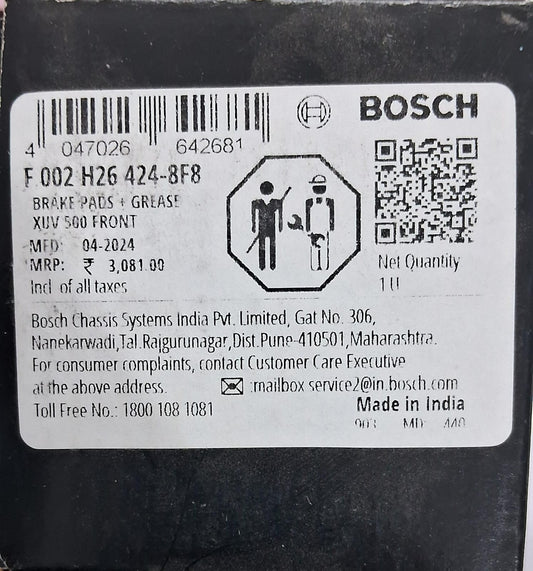 BOSCH
4 047026 642681
F 002 H26 424-8F8
BRAKE PADS + GREASE
XUV 500 FRONT
MFD: 04-2024
MRP: ₹ 3,081.00
Incl of all taxes
Net Quantity
1 U
Bosch Chassis Systems India Pvt. Limited, Gat No. 306,
Nanekarwadi,Tal.Rajgurunagar,Dist.Pune-410501,Maharashtra.
For consumer complaints, contact Customer Care Executive
at the above address. :mailbox service2@in.bosch.com
Toll Free No.: 1800 108 1081
Made in India
903 MD: 440